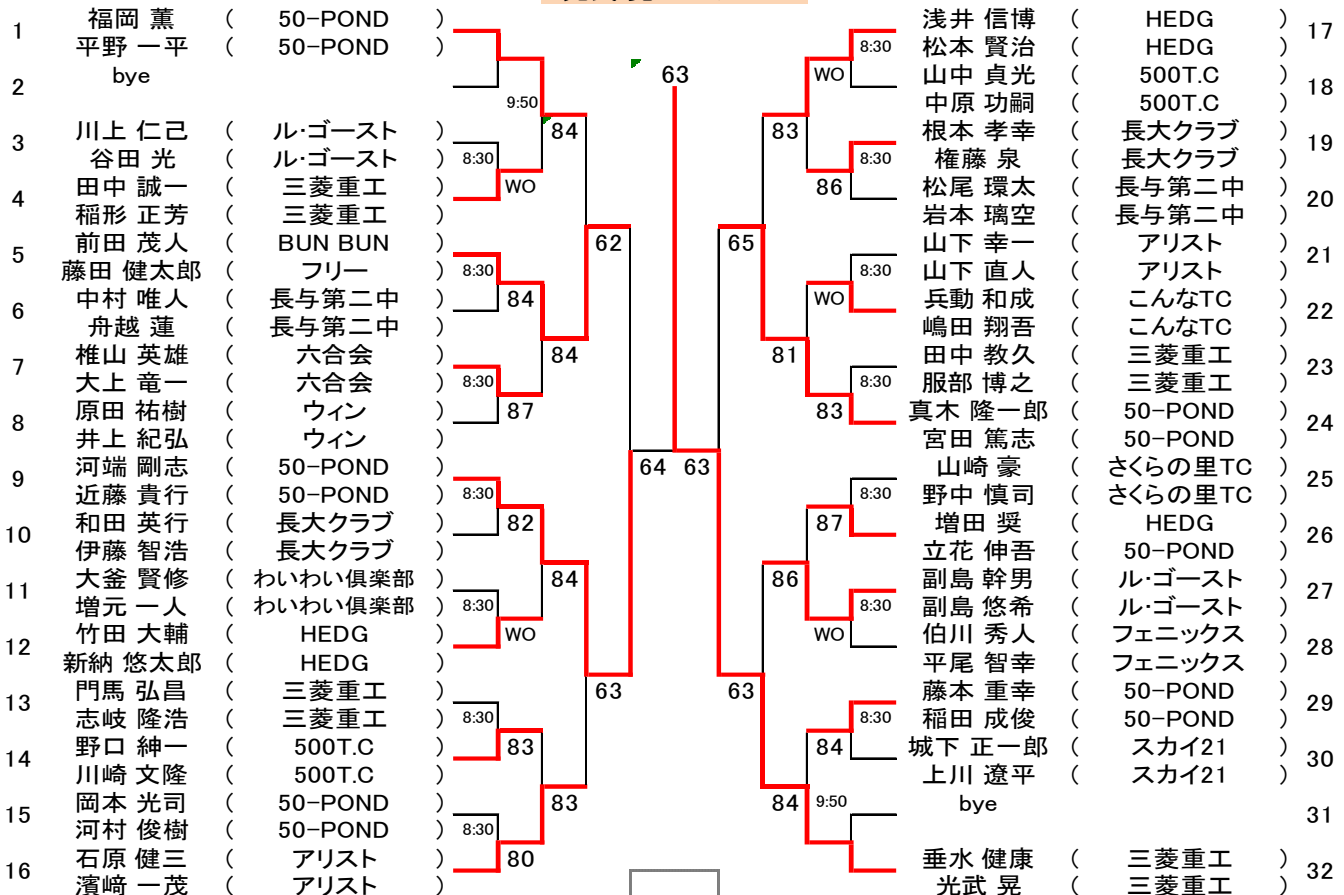 1 福岡 薫 ( 50-POND )
平野 一平 ( 50-POND )
2 bye
9:50
84
3 川上 仁己 ( ル・ゴースト )
谷田 光 ( ル・ゴースト )
8:30
WO
4 田中 誠一 ( 三菱重工 )
稲形 正芳 ( 三菱重工 )
62
5 前田 茂人 ( BUN BUN )
藤田 健太郎 ( フリー )
8:30
84
6 中村 唯人 ( 長与第二中 )
舟越 蓮 ( 長与第二中 )
84
7 椎山 英雄 ( 六合会 )
大上 竜一 ( 六合会 )
8:30
87
8 原田 祐樹 ( ウィン )
井上 紀弘 ( ウィン )
64
9 河端 剛志 ( 50-POND )
近藤 貴行 ( 50-POND )
8:30
82
10 和田 英行 ( 長大クラブ )
伊藤 智浩 ( 長大クラブ )
84
11 大釜 賢修 ( わいわい倶楽部 )
増元 一人 ( わいわい倶楽部 )
8:30
WO
12 竹田 大輔 ( HEDG )
新納 悠太郎 ( HEDG )
63
13 門馬 弘昌 ( 三菱重工 )
志岐 隆浩 ( 三菱重工 )
8:30
83
14 野口 紳一 ( 500T.C )
川崎 文隆 ( 500T.C )
83
15 岡本 光司 ( 50-POND )
河村 俊樹 ( 50-POND )
8:30
80
16 石原 健三 ( アリスト )
濱﨑 一茂 ( アリスト )
63
浅井 信博 ( HEDG ) 17
松本 賢治 ( HEDG )
8:30
WO
山中 貞光 ( 500T.C ) 18
中原 功嗣 ( 500T.C )
83
根本 孝幸 ( 長大クラブ ) 19
権藤 泉 ( 長大クラブ )
8:30
86
松尾 環太 ( 長与第二中 ) 20
岩本 璃空 ( 長与第二中 )
65
山下 幸一 ( アリスト ) 21
山下 直人 ( アリスト )
8:30
WO
兵動 和成 ( こんなTC ) 22
嶋田 翔吾 ( こんなTC )
81
田中 教久 ( 三菱重工 ) 23
服部 博之 ( 三菱重工 )
8:30
83
真木 隆一郎 ( 50-POND ) 24
宮田 篤志 ( 50-POND )
63
山崎 豪 ( さくらの里TC ) 25
野中 慎司 ( さくらの里TC )
8:30
87
増田 奨 ( HEDG ) 26
立花 伸吾 ( 50-POND )
86
副島 幹男 ( ル・ゴースト ) 27
副島 悠希 ( ル・ゴースト )
8:30
WO
伯川 秀人 ( フェニックス ) 28
平尾 智幸 ( フェニックス )
63
藤本 重幸 ( 50-POND ) 29
稲田 成俊 ( 50-POND )
8:30
84
城下 正一郎 ( スカイ21 ) 30
上川 遼平 ( スカイ21 )
84
bye 31
9:50
垂水 健康 ( 三菱重工 ) 32
光武 晃 ( 三菱重工 )